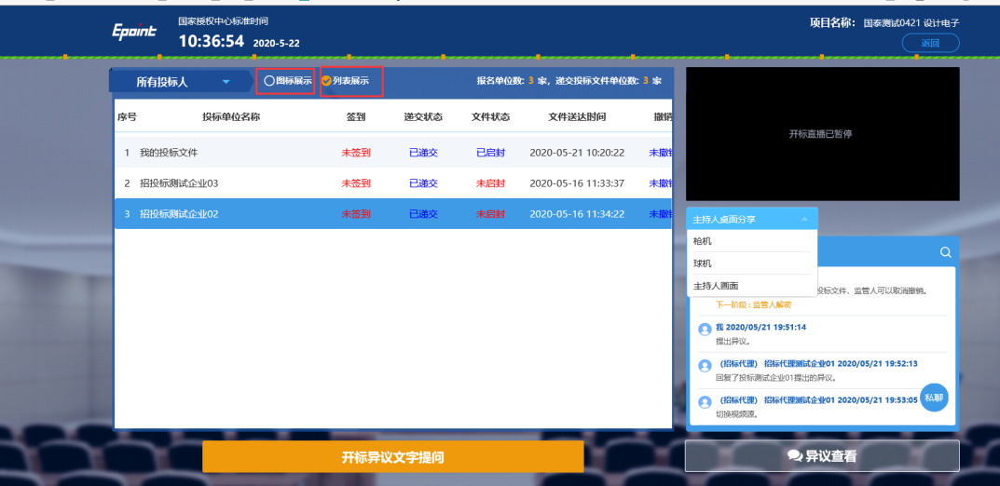 Epoint
国家授权中心标准时间
10:36:54 2020-5-22
项目名称: 国泰测试0421 设计电子
返回
所有投标人
图标展示
列表展示
报名单位数: 3 家, 递交投标文件单位数: 3 家
序号 投标单位名称 签到 递交状态 文件状态 文件送达时间 撤销
1 我的投标文件 未签到 已递交 已启封 2020-05-21 10:20:22 未撤销
2 招投标测试企业03 未签到 已递交 未启封 2020-05-16 11:33:37 未撤销
3 招投标测试企业02 未签到 已递交 未启封 2020-05-16 11:34:22 未撤销
开标直播已暂停
主持人桌面分享
枪机
球机
主持人画面
投标文件, 监管人可以取消撤销。
下一阶段 : 监管人解密
我 2020/05/21 19:51:14
提出异议。
(招标代理) 招标代理测试企业01 2020/05/21 19:52:13
回复了投标测试企业01提出的异议。
(招标代理) 招标代理测试企业01 2020/05/21 19:53:05
切换视频源。
私聊
开标异议文字提问
异议查看